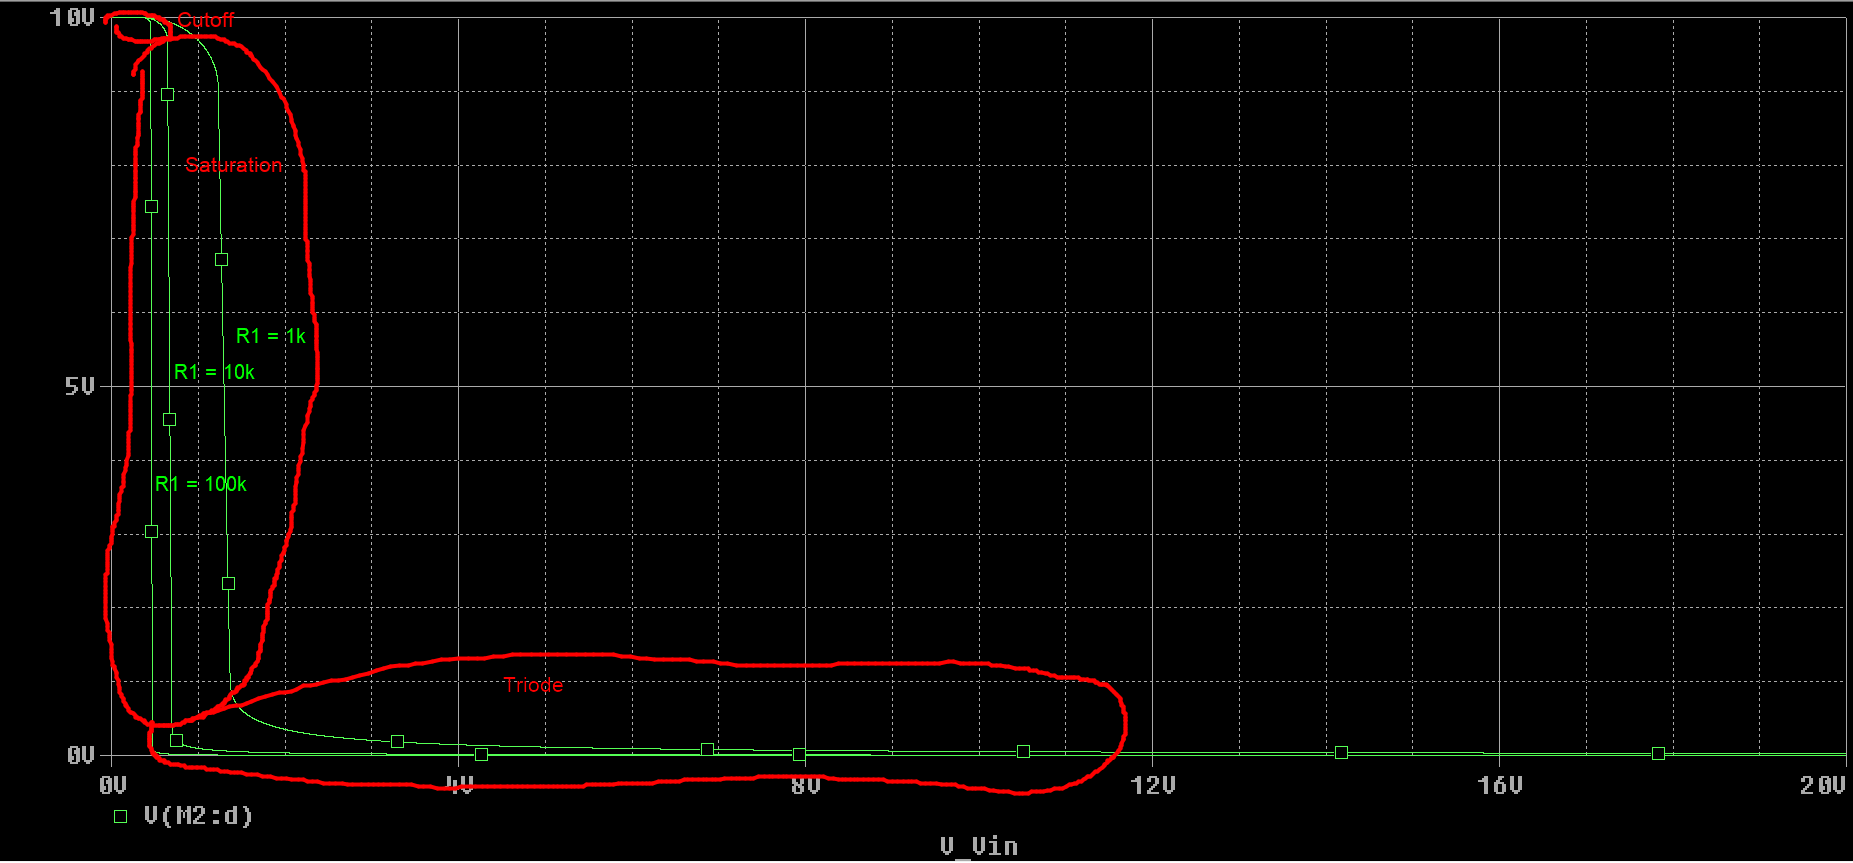 10V
Cutoff
Saturation
R1 = 1k
R1 = 10k
5V
R1 = 100k
Triode
0V
0V 4V 8V 12V 16V 20V
V(M2:d)
V_Vin